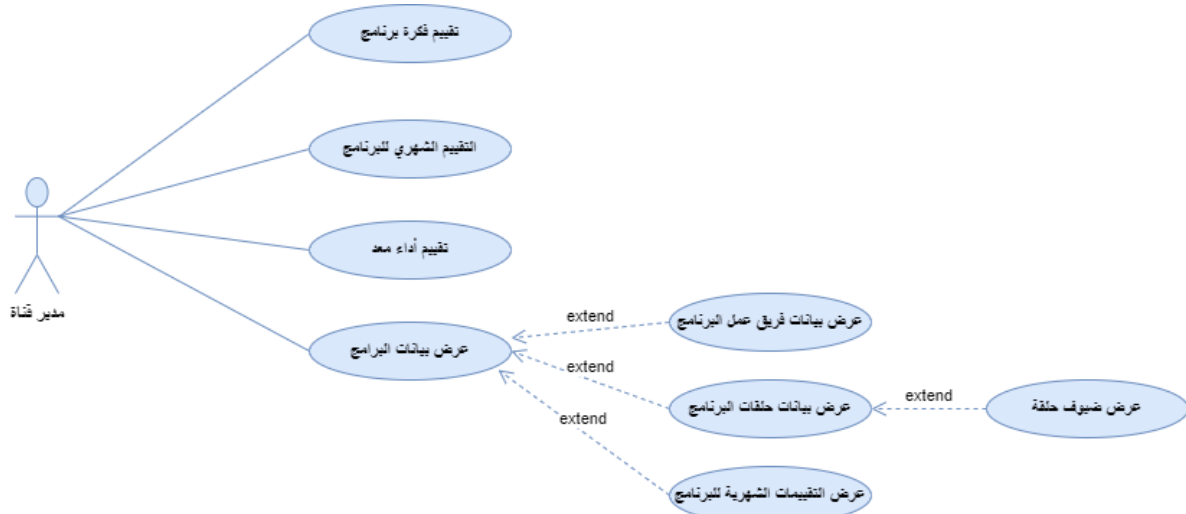 تقييم فكرة برنامج
التقييم الشهري للبرنامج
تقييم أداء معد
مدير قناة
عرض بيانات البرامج
extend
عرض بيانات فريق عمل البرنامج
extend
عرض بيانات حلقات البرنامج
extend
عرض ضيوف حلقة
extend
عرض التقييمات الشهرية للبرنامج